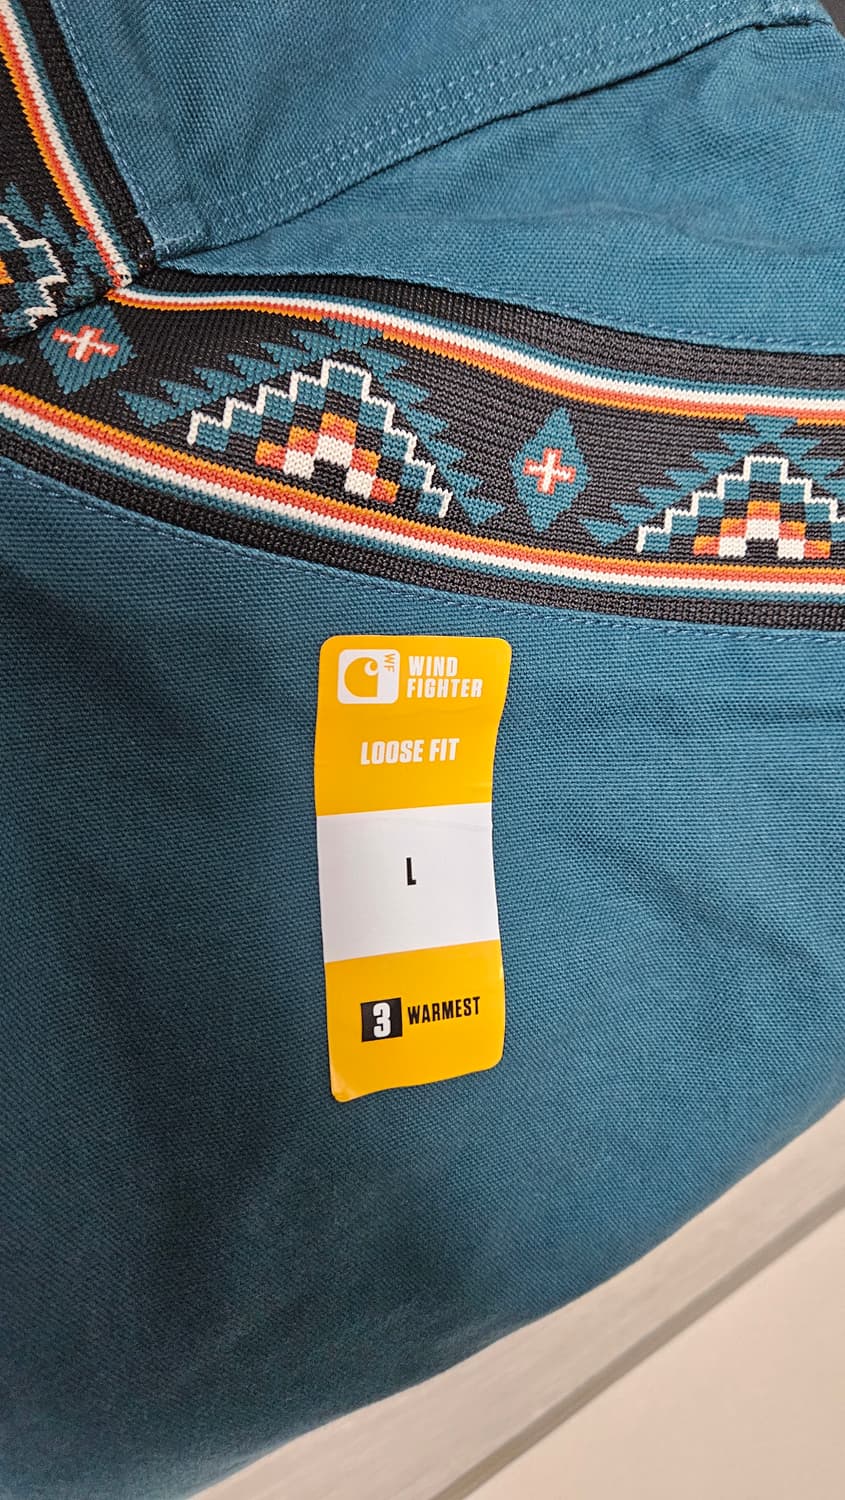 WF
WIND
FIGHTER
LOOSE FIT
L
3 WARMEST